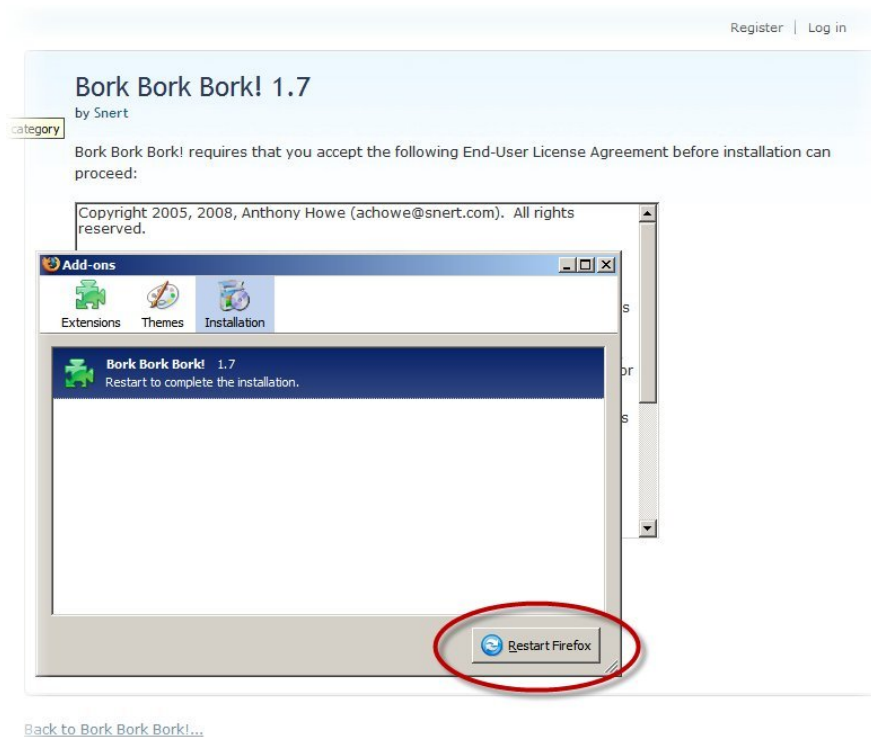 Register | Log in
Bork Bork Bork! 1.7
by Snert
category
Bork Bork Bork! requires that you accept the following End-User License Agreement before installation can
proceed:
Copyright 2005, 2008, Anthony Howe (achowe@snert.com). All rights
reserved.
Add-ons
Extensions Themes Installation
s
Bork Bork Bork! 1.7
Restart to complete the installation.
or
s
Restart Firefox
Back to Bork Bork Bork!...